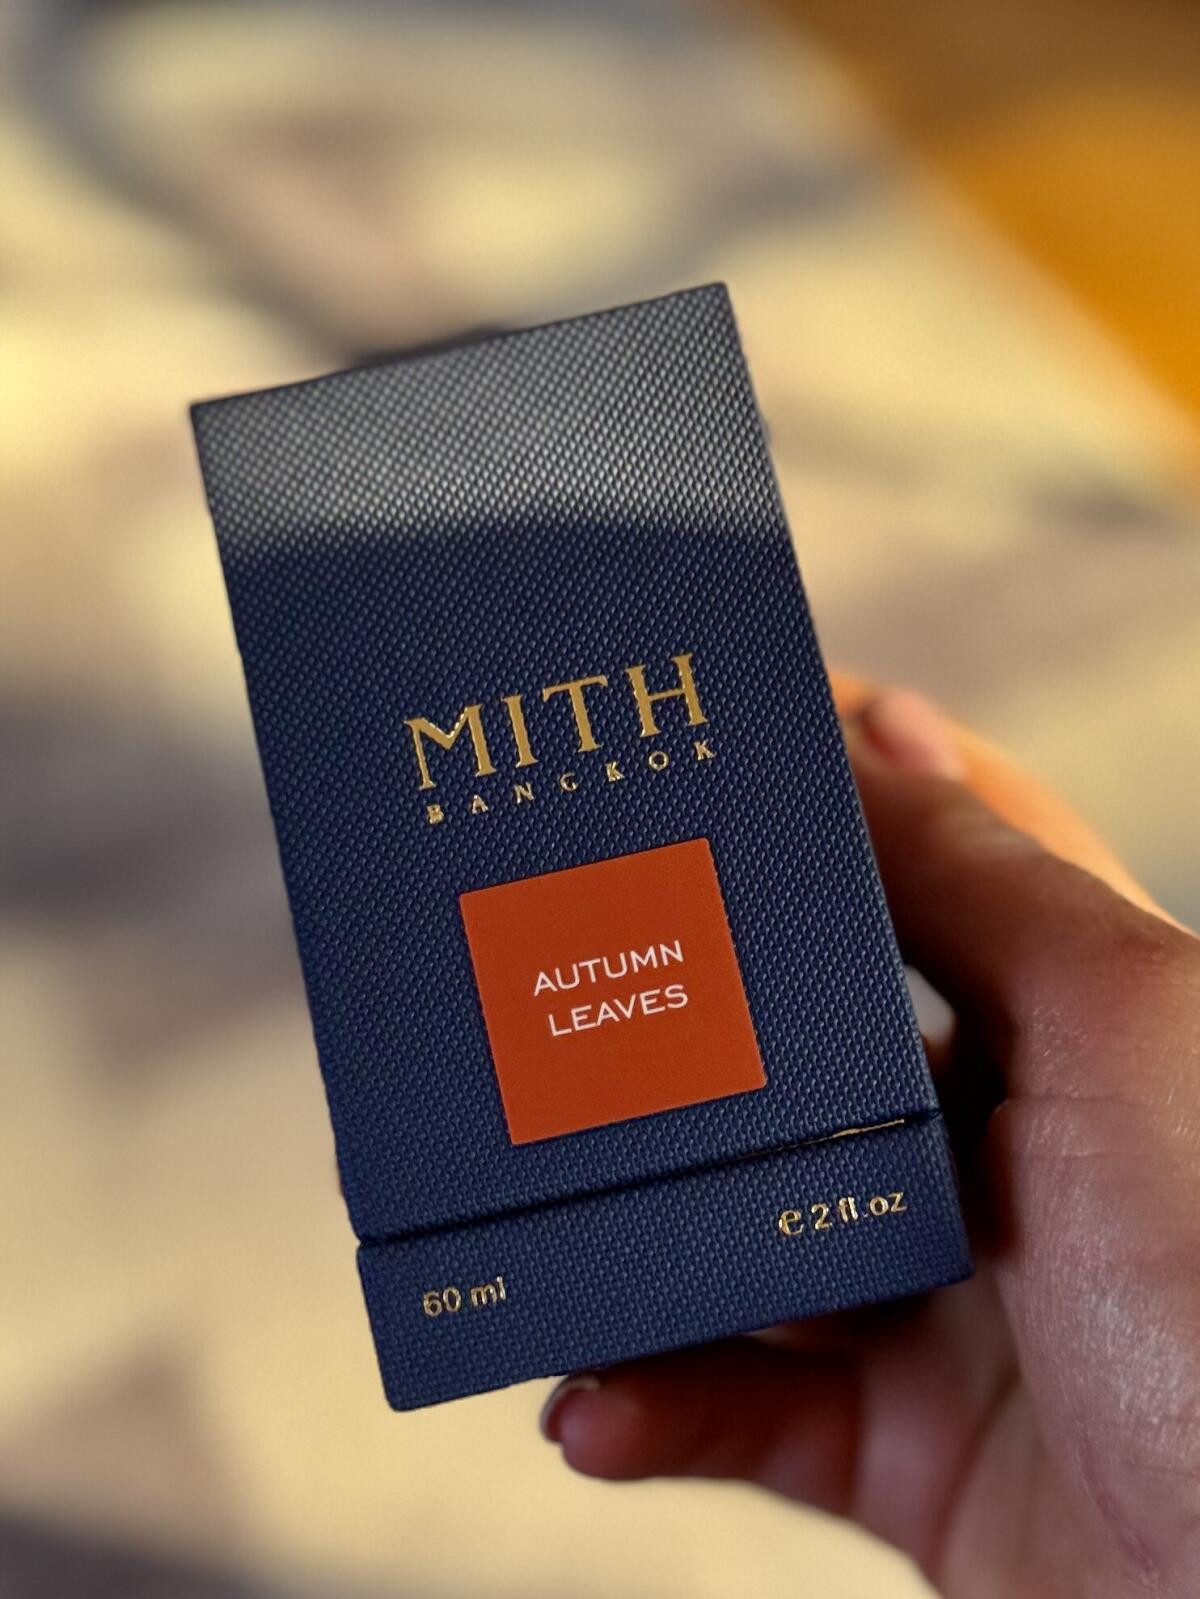 MITH
BANGKOK
AUTUMN
LEAVES
60 ml
e 2 fl.oz